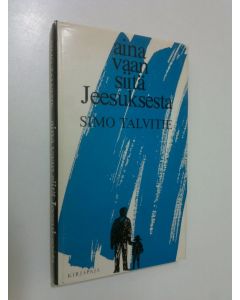 aina
vaan
siitä
Jeesuksesta
SIMO TALVITIE
KIRJAPAJA